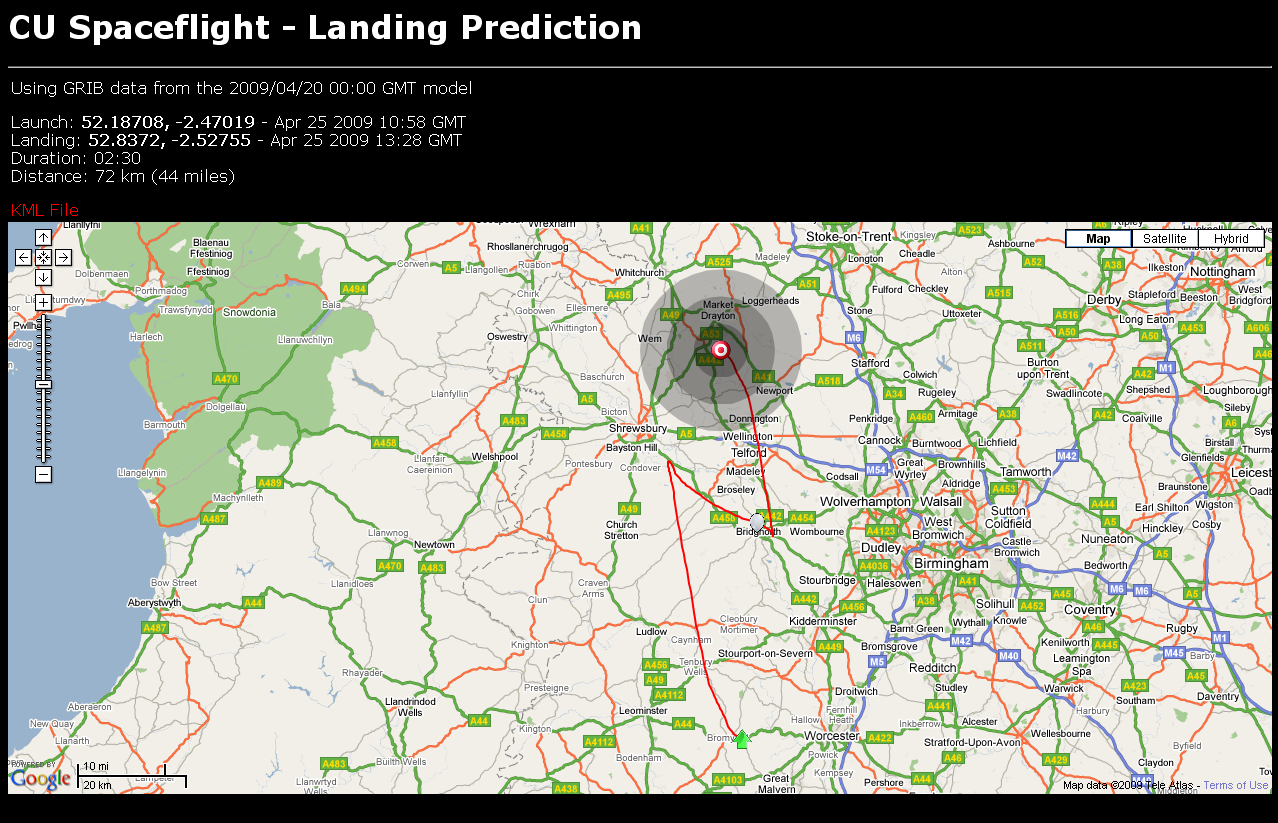 CU Spaceflight - Landing Prediction
Using GRIB data from the 2009/04/20 00:00 GMT model
Launch: 52.18708, -2.47019 - Apr 25 2009 10:58 GMT
Landing: 52.8372, -2.52755 - Apr 25 2009 13:28 GMT
Duration: 02:30
Distance: 72 km (44 miles)
KML File
Map Satellite Hybrid
Llanllyfni
Wrexham
A41
Stoke-on-Trent
Kingsley
A523
Ashbourne
A6
Ripley
Blaenau
Ffestiniog
Rhosllanerchrugog
Cheadle
A52
Ilkeston
Nottingham
Ffestiniog
Dolbenmaen
Corwen
A5
Llangollen
Ruabon
Whitchurch
A525
Madeley
Longton
Alton
A38
Porthmadog
A494
Chirk
A495
Ellesmere
Market
Drayton
Loggerheads
A51
Fulford
Checkley
A515
Derby
Stapleford
Beeston
West
Bridgford
Trawsfynydd
Snowdonia
Bala
Gobowen
Stone
Uttoxeter
A516
Long Eaton
Harlech
Llanuwchllyn
Whittington
Oswestry
A49
Wem
A53
M6
A50
A50
A453
A606
A511
Burton
upon Trent
Stafford
A470
Baschurch
A41
Newport
A518
Colwich
Rugeley
A42
Shepshed
M1
Loughborough
Dolgellau
Llanfyllin
A5
Bicton
A34
Swadlincote
Barmouth
A483
A458
Shrewsbury
Donnington
Penkridge
A460
Armitage
A38
A42
Coalville
Sileby
A6
A458
Bayston Hill
A5
Wellington
Cannock
Burntwood
Lichfield
Birstall
Llangelynin
Llanfair
Caereinion
Welshpool
Pontesbury
Condover
Telford
Madeley
M54
Great
Wyrley
Brownhills
Tamworth
M42
Glenfields
A489
Machynlleth
Broseley
Codsall
Aldridge
A453
Braunstone
A487
A49
Church
Stretton
A458
A442
A454
Bridgnorth
Wombourne
Wolverhampton
Walsall
West
Bromwich
Sutton
Coldfield
A444
Earl Shilton
Wigston
A5
Hinckley
Cosby
Llanwnog
Newtown
A4123
Dudley
Castle
Bromwich
Nuneaton
A5
A470
A483
A4036
Birmingham
Bedworth
Bow Street
Llanidloes
Craven
Arms
Stourbridge
Halesowen
A41
M6
M6
A5
Aberystwyth
A44
Clun
A442
A456
A38
Solihull
A452
A45
Coventry
Cleobury
Mortimer
Kidderminster
Wythall
Knowle
A46
Rugby
A487
Ludlow
Caynham
Barnt Green
M42
Kenilworth
A445
M1
Knighton
Stourport-on-Severn
A449
Bromsgrove
M40
Leamington
Spa
M45
Barby
Rhayader
A456
Tenbury
Wells
M5
Redditch
A49
A4112
Presteigne
Droitwich
Studley
Warwick
A423
A45
Southam
Daventry
Aberaeron
Llandrindod
Wells
Leominster
Fernhill
Heath
A441
Harbury
New Quay
A44
Kington
A44
Hallow
Inkberrow
Alcester
Wellesbourne
Llanarth
A4112
Worcester
A422
Stratford-Upon-Avon
Byfield
A483
Builth Wells
Bodenham
Powick
Kempsey
A46
A429
Claydon
POWERED BY
Google
10 mi
20 km
Lampeter
Llanwrtyd
Wells
A438
A4103
Great
Malvern
Pershore
A44
Map data ©2009 Tele Atlas - Terms of Use